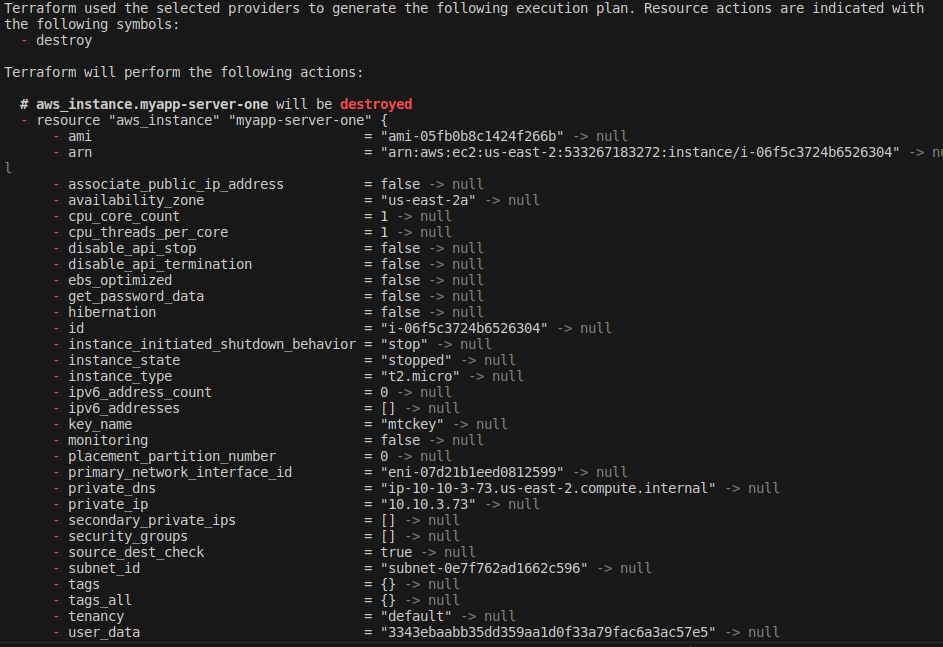 Terraform used the selected providers to generate the following execution plan. Resource actions are indicated with
the following symbols:
  - destroy

Terraform will perform the following actions:

  # aws_instance.myapp-server-one will be destroyed
  - resource "aws_instance" "myapp-server-one" {
      - ami                                  = "ami-05fb0b8c1424f266b" -> null
      - arn                                  = "arn:aws:ec2:us-east-2:533267183272:instance/i-06f5c3724b6526304" -> nu
l
      - associate_public_ip_address          = false -> null
      - availability_zone                    = "us-east-2a" -> null
      - cpu_core_count                       = 1 -> null
      - cpu_threads_per_core                 = 1 -> null
      - disable_api_stop                     = false -> null
      - disable_api_termination              = false -> null
      - ebs_optimized                        = false -> null
      - get_password_data                    = false -> null
      - hibernation                          = false -> null
      - id                                   = "i-06f5c3724b6526304" -> null
      - instance_initiated_shutdown_behavior = "stop" -> null
      - instance_state                       = "stopped" -> null
      - instance_type                        = "t2.micro" -> null
      - ipv6_address_count                   = 0 -> null
      - ipv6_addresses                       = [] -> null
      - key_name                             = "mtckey" -> null
      - monitoring                           = false -> null
      - placement_partition_number           = 0 -> null
      - primary_network_interface_id         = "eni-07d21b1eed0812599" -> null
      - private_dns                          = "ip-10-10-3-73.us-east-2.compute.internal" -> null
      - private_ip                           = "10.10.3.73" -> null
      - secondary_private_ips                = [] -> null
      - security_groups                      = [] -> null
      - source_dest_check                    = true -> null
      - subnet_id                            = "subnet-0e7f762ad1662c596" -> null
      - tags                                 = {} -> null
      - tags_all                             = {} -> null
      - tenancy                              = "default" -> null
      - user_data                            = "3343ebaabb35dd359aa1d0f33a79fac6a3ac57e5" -> null